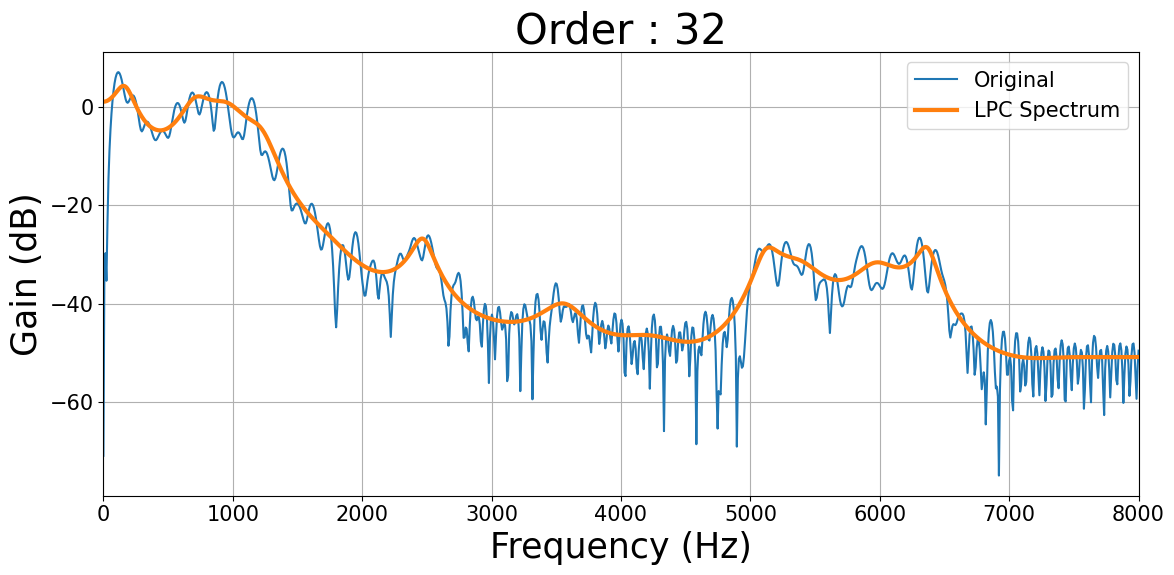 Order : 32
Original
LPC Spectrum
Gain (dB)
0
−20
−40
−60
0 1000 2000 3000 4000 5000 6000 7000 8000
Frequency (Hz)